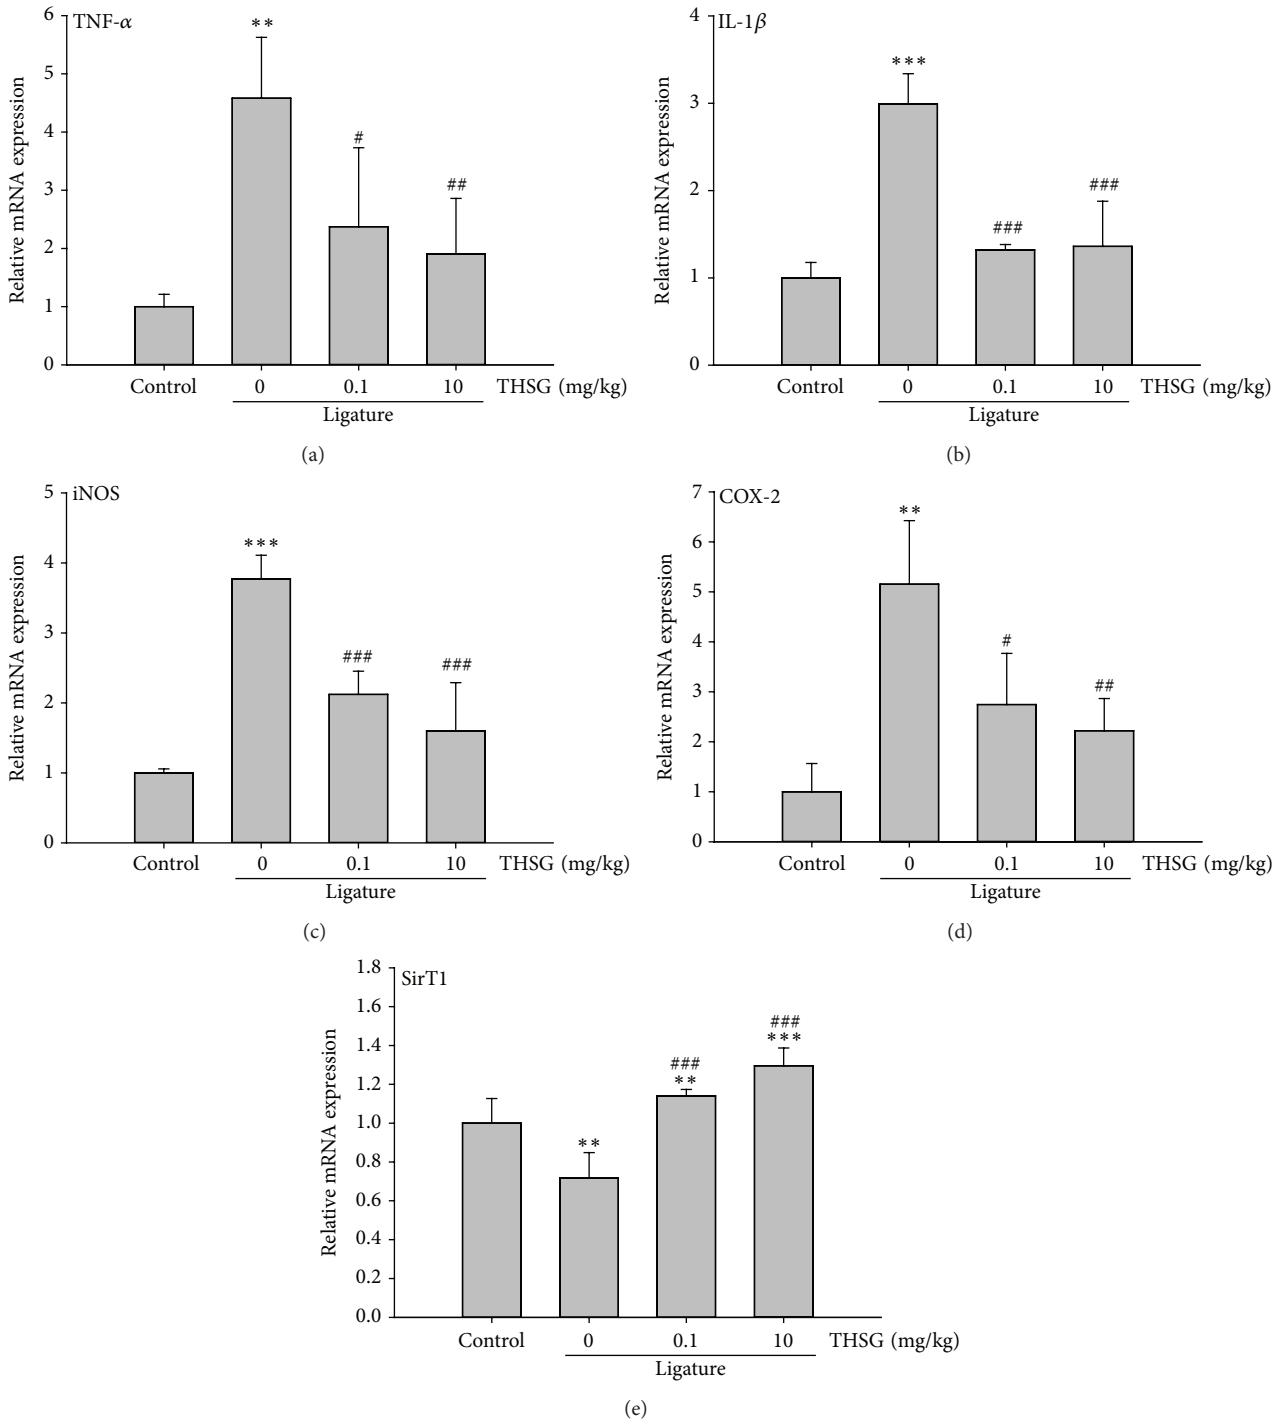 TNF-α
Relative mRNA expression
6
5
4
3
2
1
0
**
#
##
Control 0 0.1 10 THSG (mg/kg)
Ligature
(a)
IL-1β
Relative mRNA expression
4
3
2
1
0
***
###
###
Control 0 0.1 10 THSG (mg/kg)
Ligature
(b)
iNOS
Relative mRNA expression
5
4
3
2
1
0
***
###
###
Control 0 0.1 10 THSG (mg/kg)
Ligature
(c)
COX-2
Relative mRNA expression
7
6
5
4
3
2
1
0
**
#
##
Control 0 0.1 10 THSG (mg/kg)
Ligature
(d)
SirT1
Relative mRNA expression
1.8
1.6
1.4
1.2
1.0
0.8
0.6
0.4
0.2
0.0
**
###
**
###
***
Control 0 0.1 10 THSG (mg/kg)
Ligature
(e)